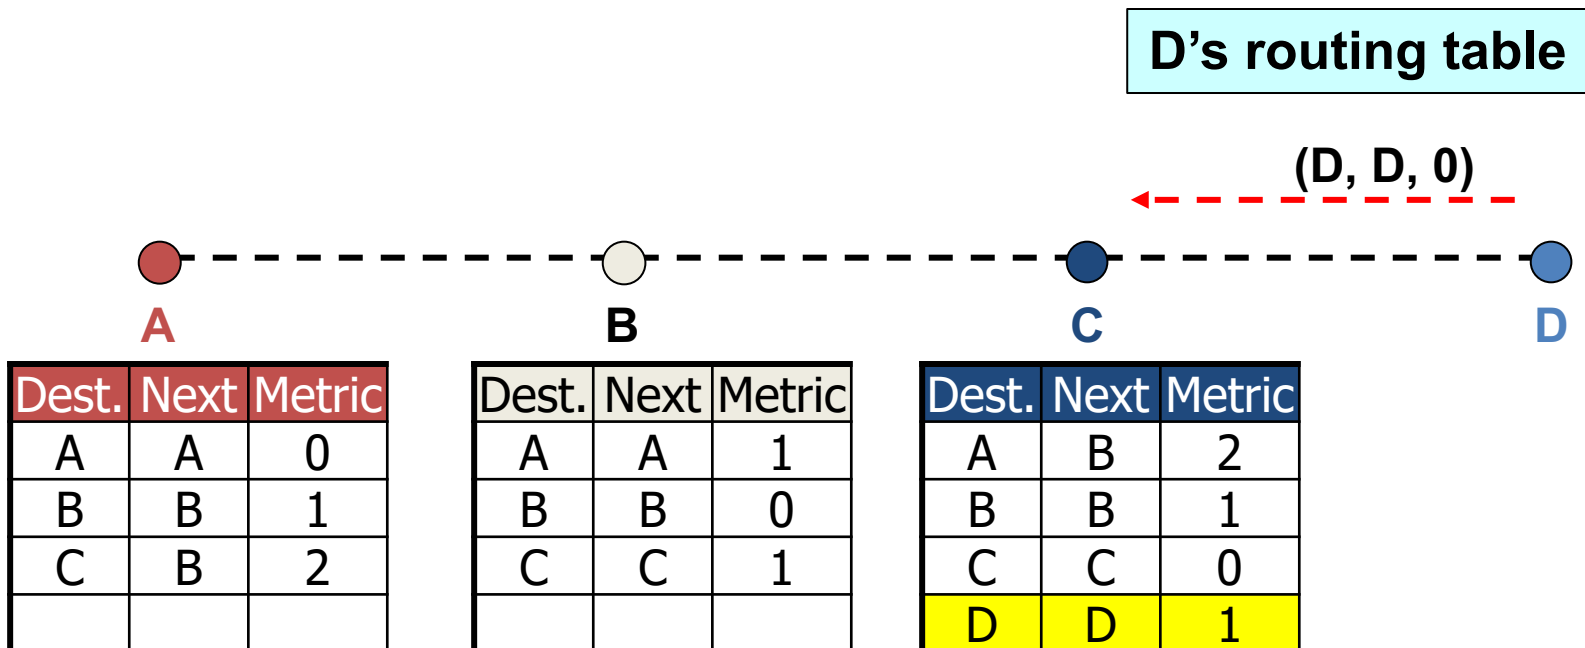 D’s routing table
(D, D, 0)
A B C D
Dest. Next Metric Dest. Next Metric Dest. Next Metric
A A 0 A A 1 A B 2
B B 1 B B 0 B B 1
C B 2 C C 1 C C 0
D D 1